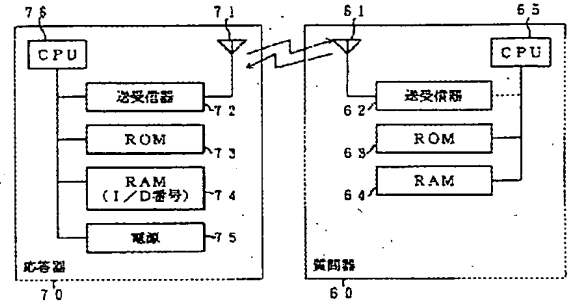 76 71 61 65
CPU CPU
送受信器 送受信器
72 62
ROM ROM
73 63
RAM
(I/D番号) RAM
74 64
電源
75
応答器 質問器
70 60